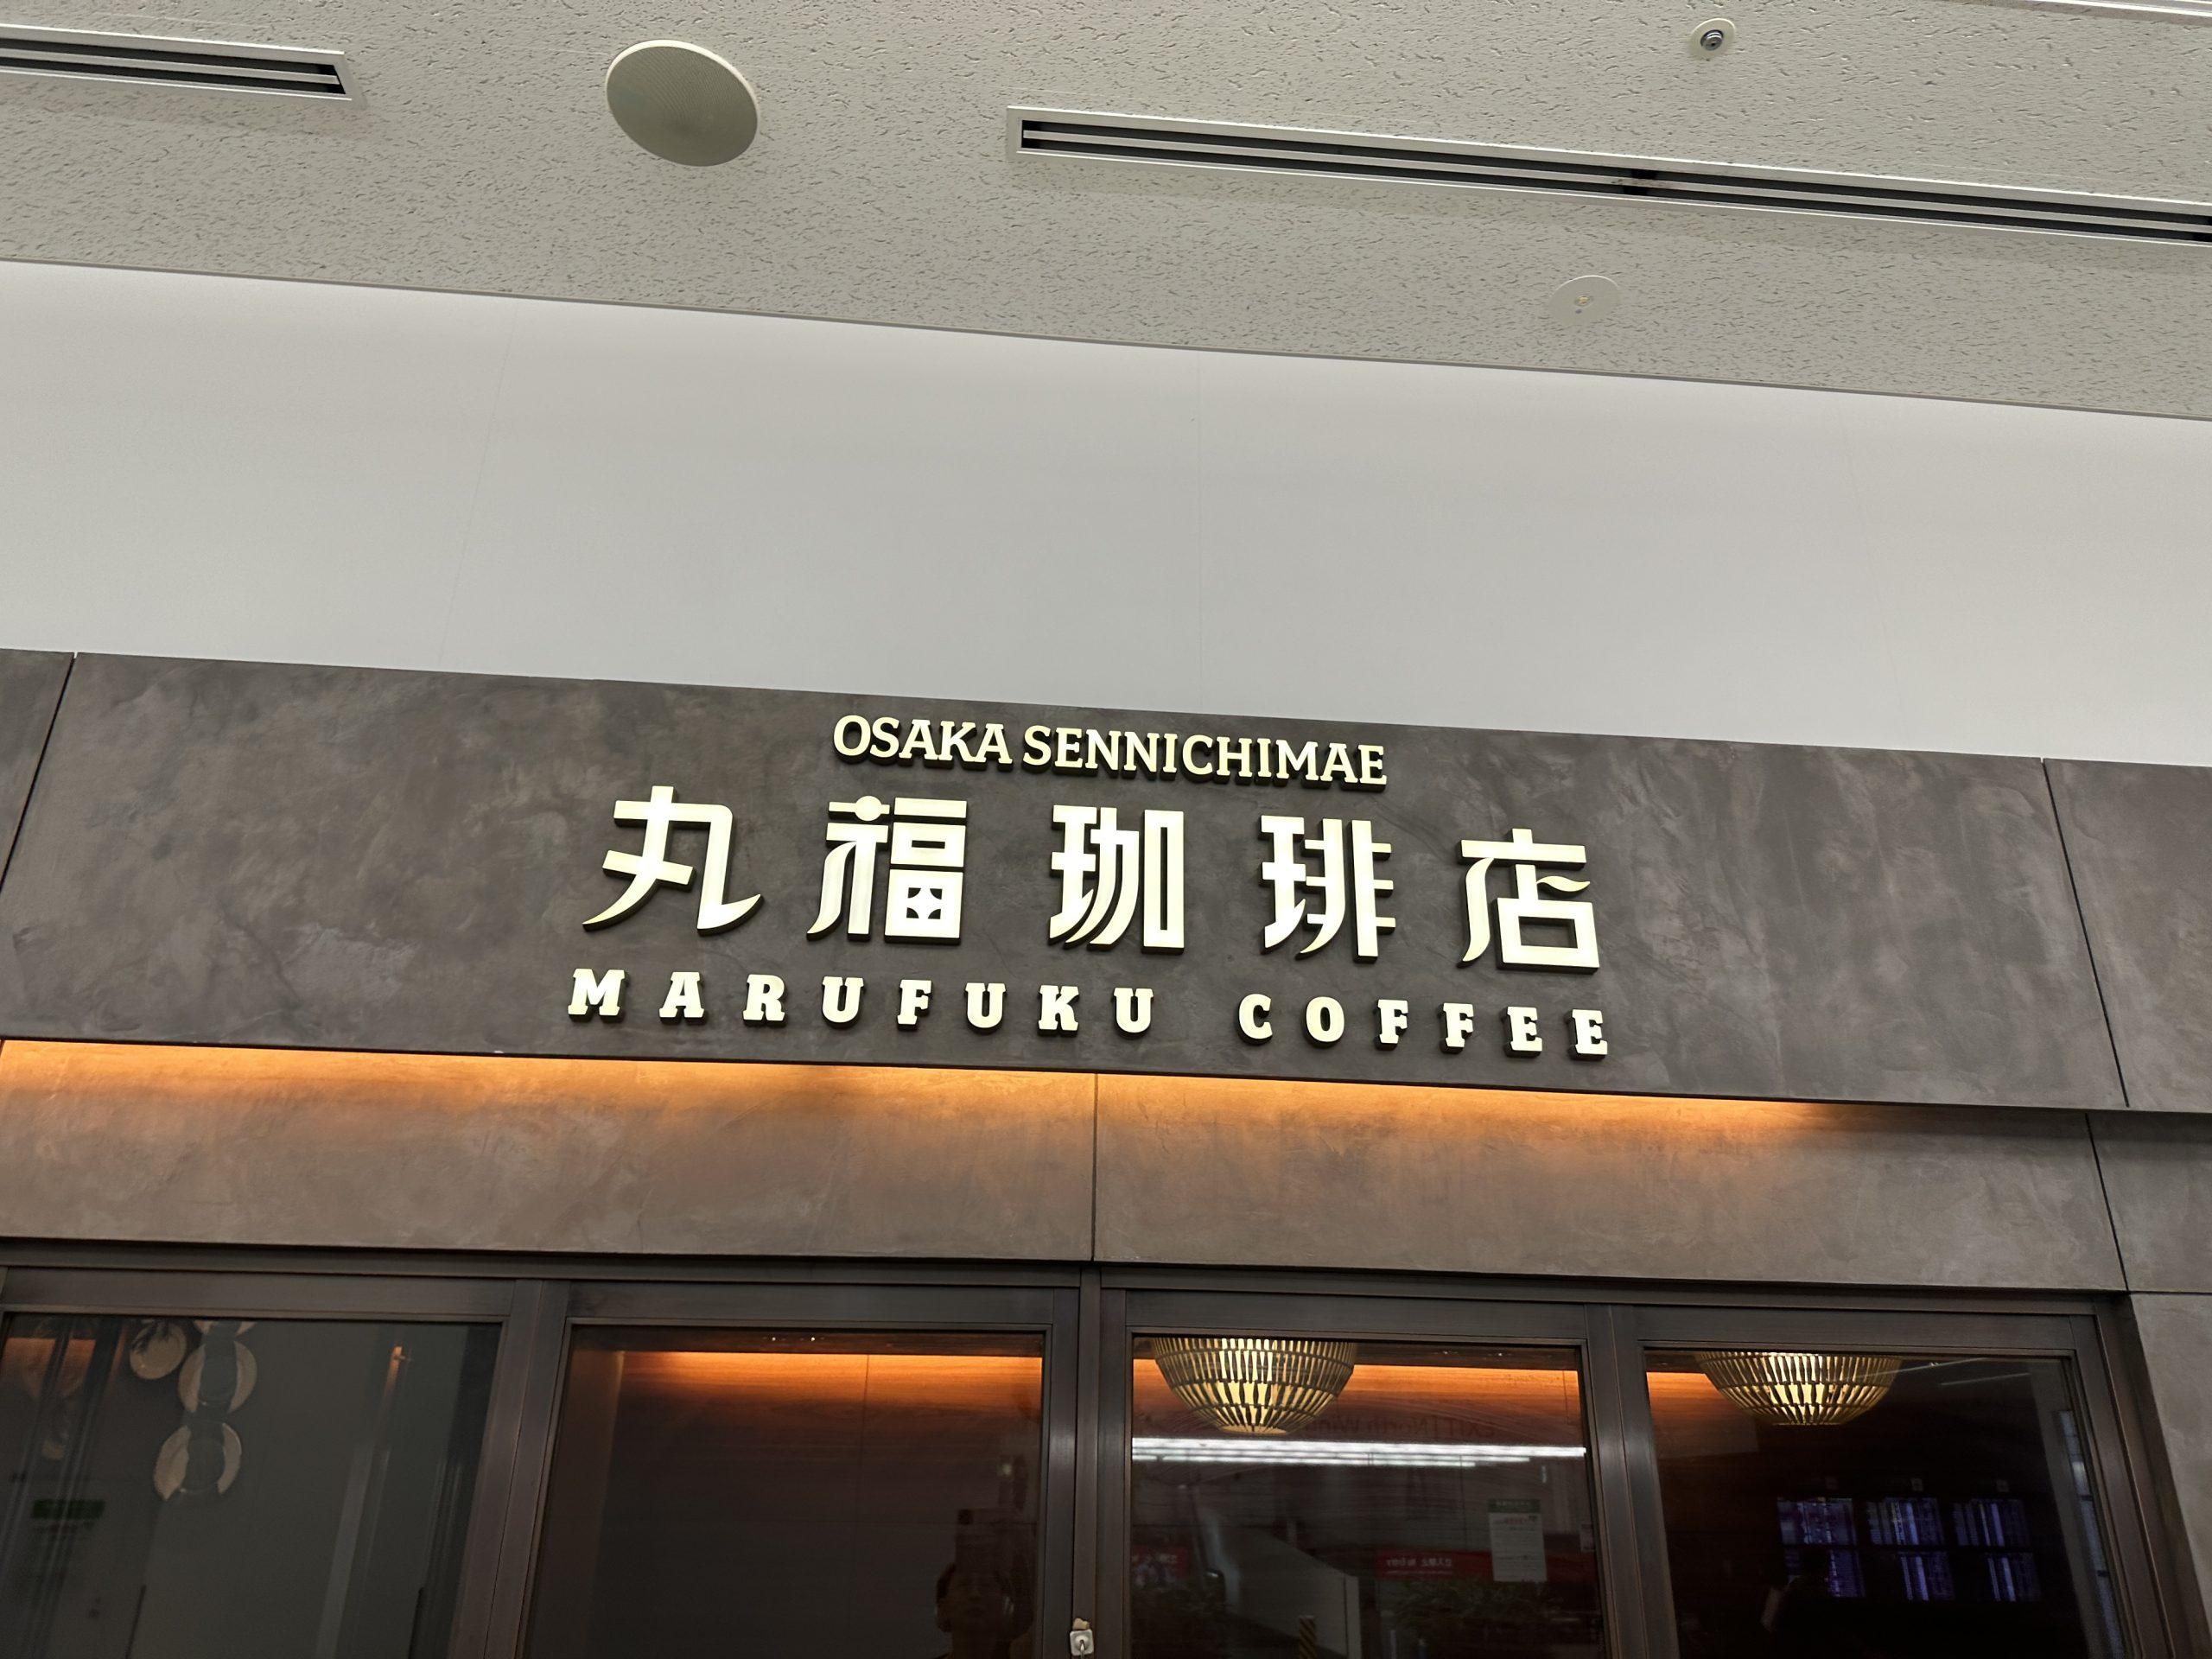 OSAKA SENNICHIMAE
丸福珈琲店
MARUFUKU COFFEE